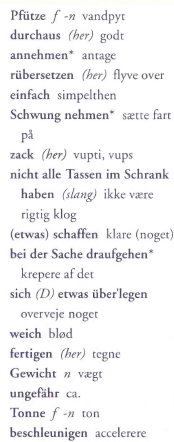 Pfütze f -n vandpyt
durchaus (her) godt
annehmen* antage
rübersetzen (her) flyve over
einfach simpelthen
Schwung nehmen* sætte fart
på
zack (her) vupti, vups
nicht alle Tassen im Schrank
haben (slang) ikke være
rigtig klog
(etwas) schaffen klare (noget)
bei der Sache draufgehen*
krepere af det
sich (D) etwas über'legen
overveje noget
weich blød
fertigen (her) tegne
Gewicht n vægt
ungefähr ca.
Tonne f -n ton
beschleunigen accelerere